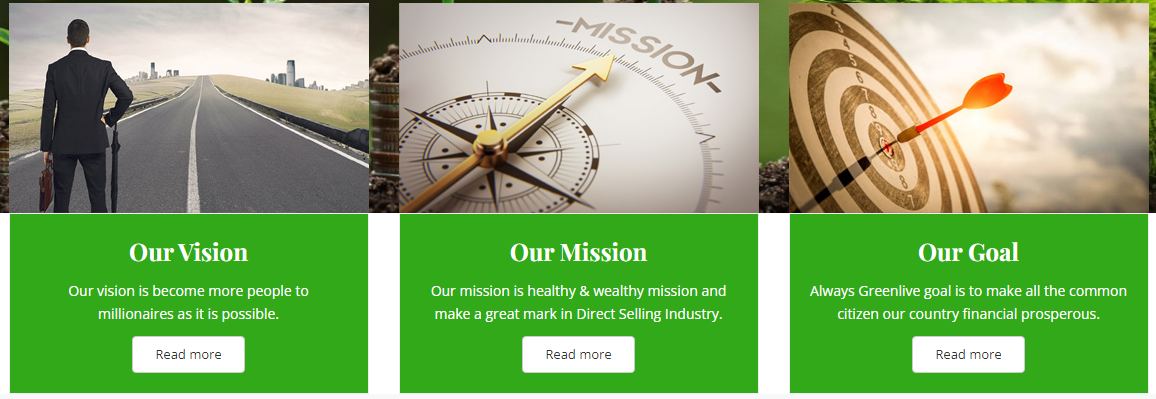 -MISSION-
Our Vision
Our vision is become more people to
millionaires as it is possible.
Read more
Our Mission
Our mission is healthy & wealthy mission and
make a great mark in Direct Selling Industry.
Read more
Our Goal
Always Greenlive goal is to make all the common
citizen our country financial prosperous.
Read more